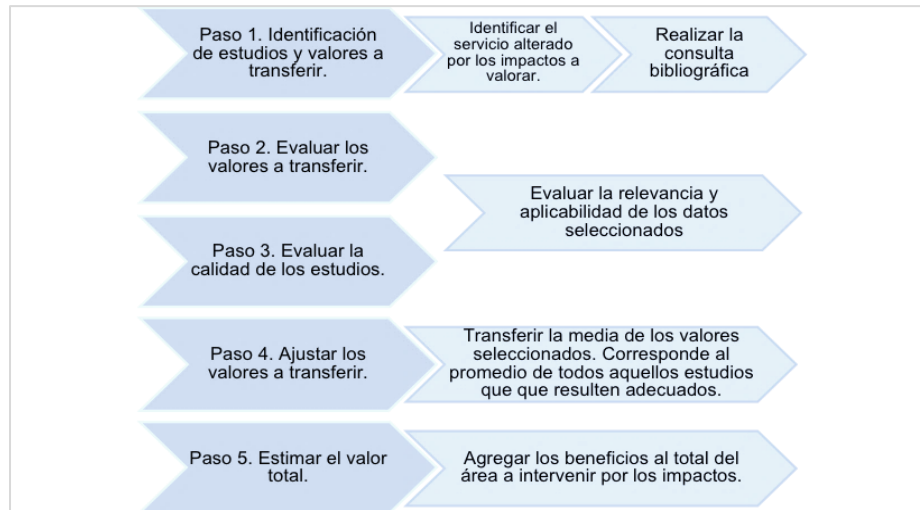 Paso 1. Identificación
de estudios y valores a
transferir.
Identificar el
servicio alterado
por los impactos a
valorar.
Realizar la
consulta
bibliográfica
Paso 2. Evaluar los
valores a transferir.
Paso 3. Evaluar la
calidad de los estudios.
Evaluar la relevancia y
aplicabilidad de los datos
seleccionados
Paso 4. Ajustar los
valores a transferir.
Transferir la media de los valores
seleccionados. Corresponde al
promedio de todos aquellos estudios
que que resulten adecuados.
Paso 5. Estimar el valor
total.
Agregar los beneficios al total del
área a intervenir por los impactos.